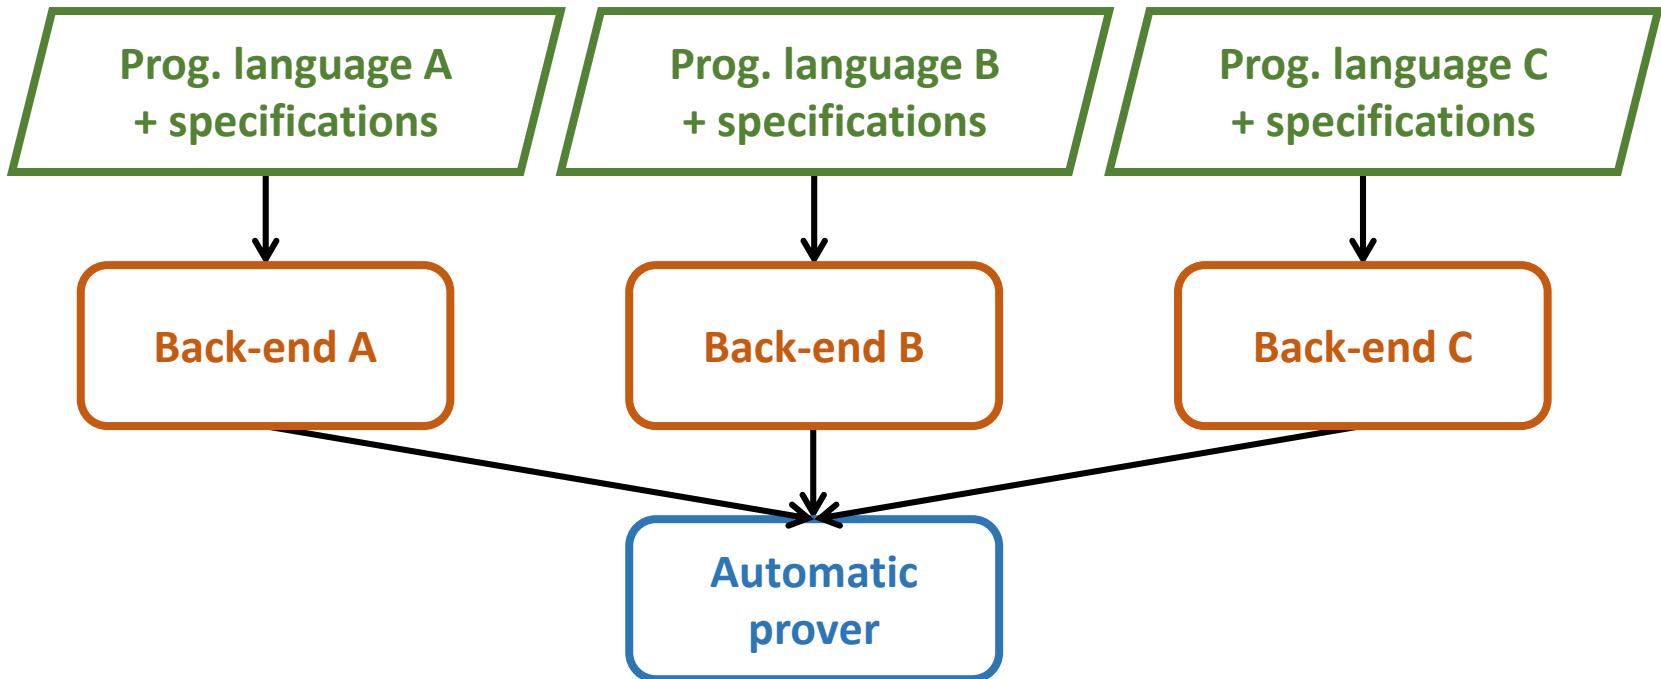 Prog. language A
+ specifications
Prog. language B
+ specifications
Prog. language C
+ specifications
Back-end A
Back-end B
Back-end C
Automatic
prover